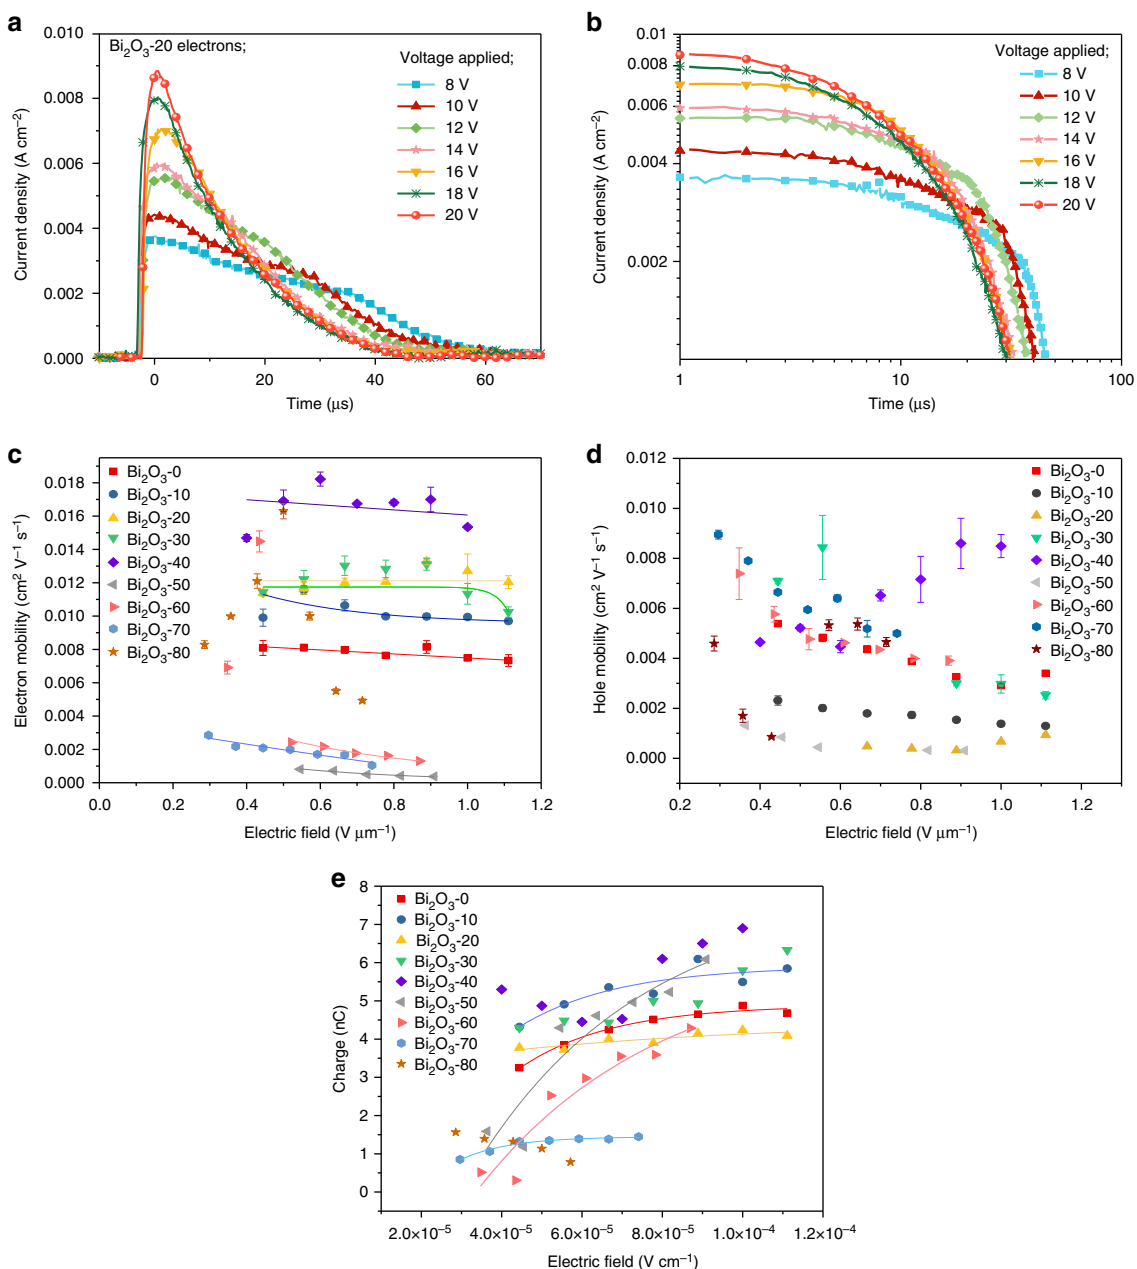 a
Bi₂O₃-20 electrons;
Voltage applied;
8 V
10 V
12 V
14 V
16 V
18 V
20 V
0.010
0.008
0.006
0.004
0.002
0.000
Current density (A cm⁻²)
0
20
40
60
Time (μs)
b
Voltage applied;
8 V
10 V
12 V
14 V
16 V
18 V
20 V
0.01
0.008
0.006
0.004
0.002
Current density (A cm⁻²)
1
10
100
Time (μs)
c
Bi₂O₃-0
Bi₂O₃-10
Bi₂O₃-20
Bi₂O₃-30
Bi₂O₃-40
Bi₂O₃-50
Bi₂O₃-60
Bi₂O₃-70
Bi₂O₃-80
0.018
0.016
0.014
0.012
0.010
0.008
0.006
0.004
0.002
0.000
Electron mobility (cm² V⁻¹ s⁻¹)
0.0
0.2
0.4
0.6
0.8
1.0
1.2
Electric field (V μm⁻¹)
d
Bi₂O₃-0
Bi₂O₃-10
Bi₂O₃-20
Bi₂O₃-30
Bi₂O₃-40
Bi₂O₃-50
Bi₂O₃-60
Bi₂O₃-70
Bi₂O₃-80
0.012
0.010
0.008
0.006
0.004
0.002
0.000
Hole mobility (cm² V⁻¹ s⁻¹)
0.2
0.4
0.6
0.8
1.0
1.2
Electric field (V μm⁻¹)
e
Bi₂O₃-0
Bi₂O₃-10
Bi₂O₃-20
Bi₂O₃-30
Bi₂O₃-40
Bi₂O₃-50
Bi₂O₃-60
Bi₂O₃-70
Bi₂O₃-80
8
7
6
5
4
3
2
1
0
Charge (nC)
2.0×10⁻⁵
4.0×10⁻⁵
6.0×10⁻⁵
8.0×10⁻⁵
1.0×10⁻⁴
1.2×10⁻⁴
Electric field (V cm⁻¹)